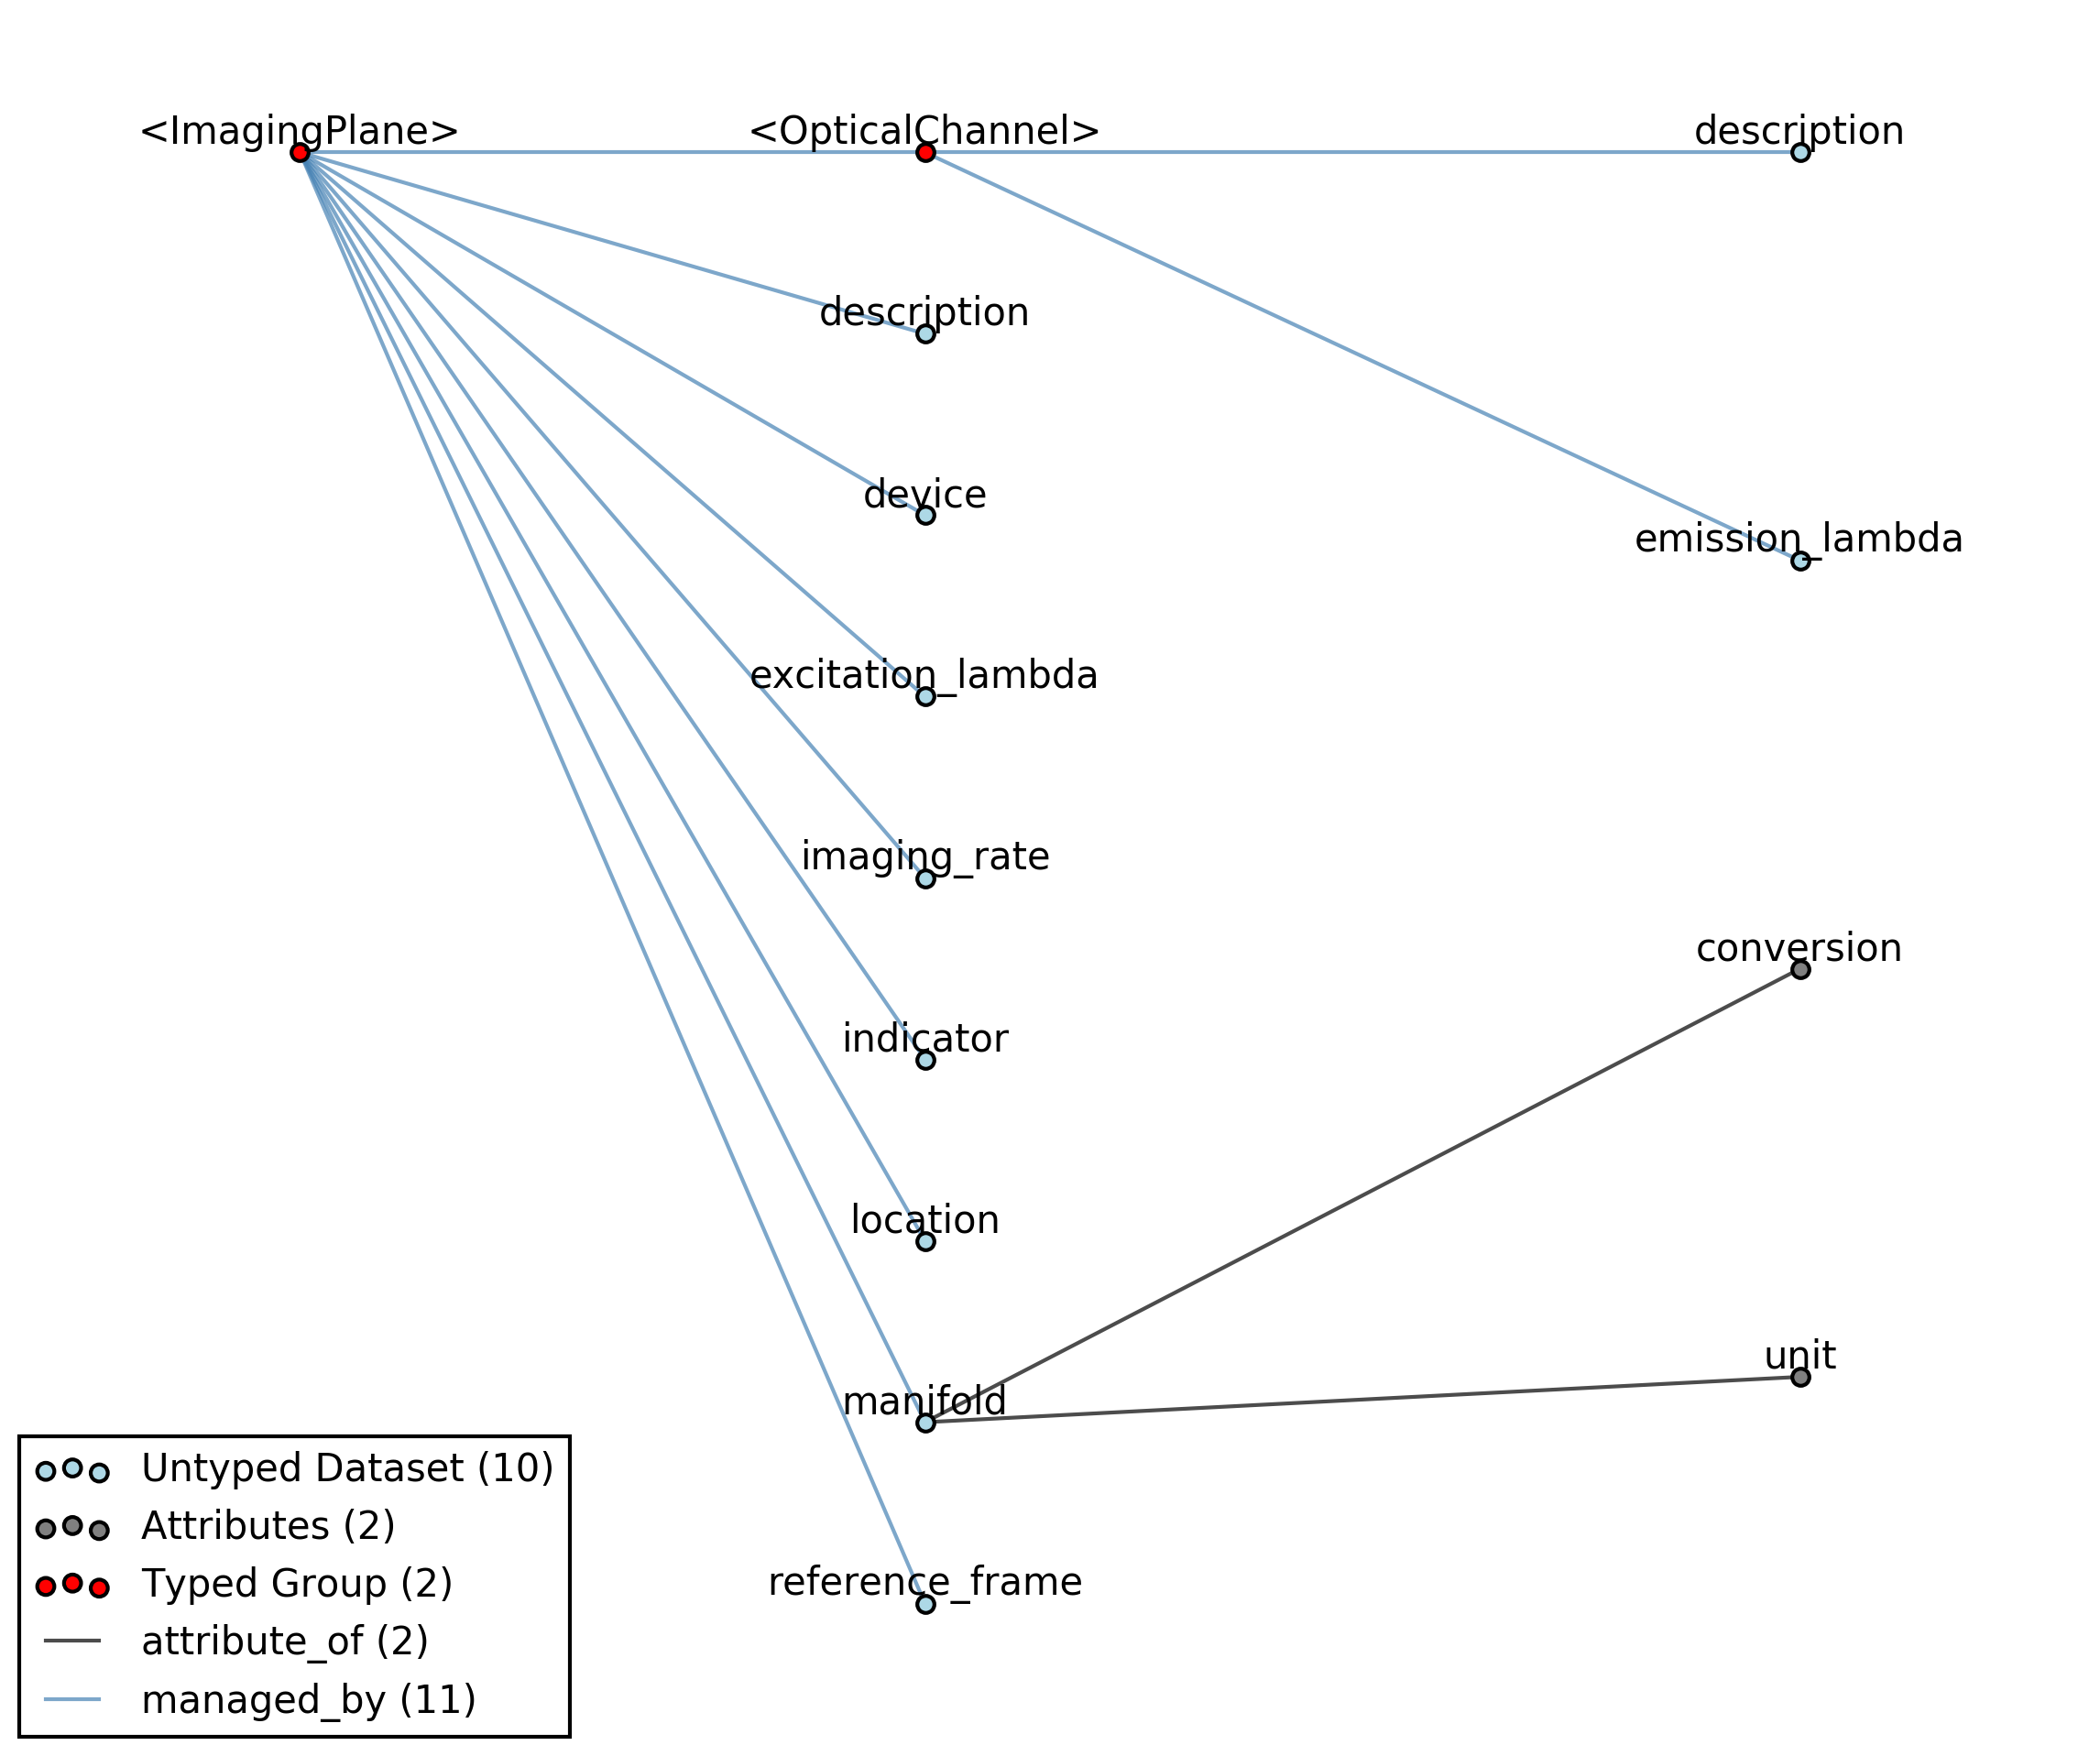 <ImagingPlane> <OpticalChannel> description
description
device
emission_lambda
excitation_lambda
imaging_rate
conversion
indicator
location
unit
manifold
reference_frame
Untyped Dataset (10)
Attributes (2)
Typed Group (2)
attribute_of (2)
managed_by (11)